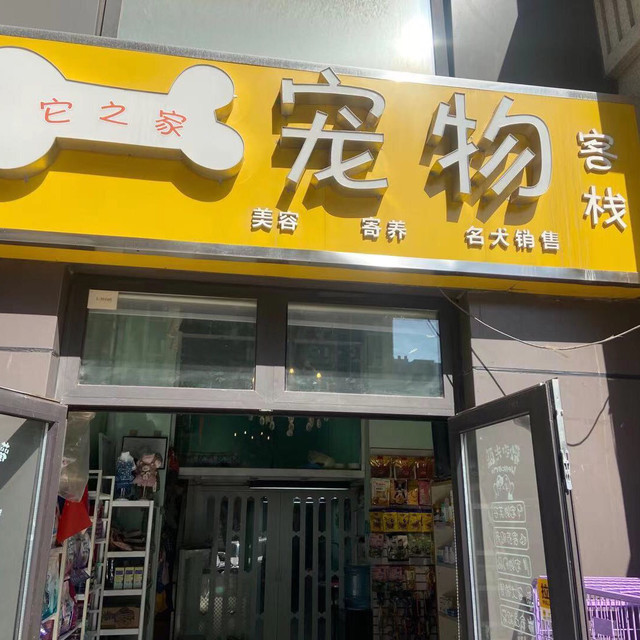 它之家
宠物
客栈
美容 寄养 名犬销售